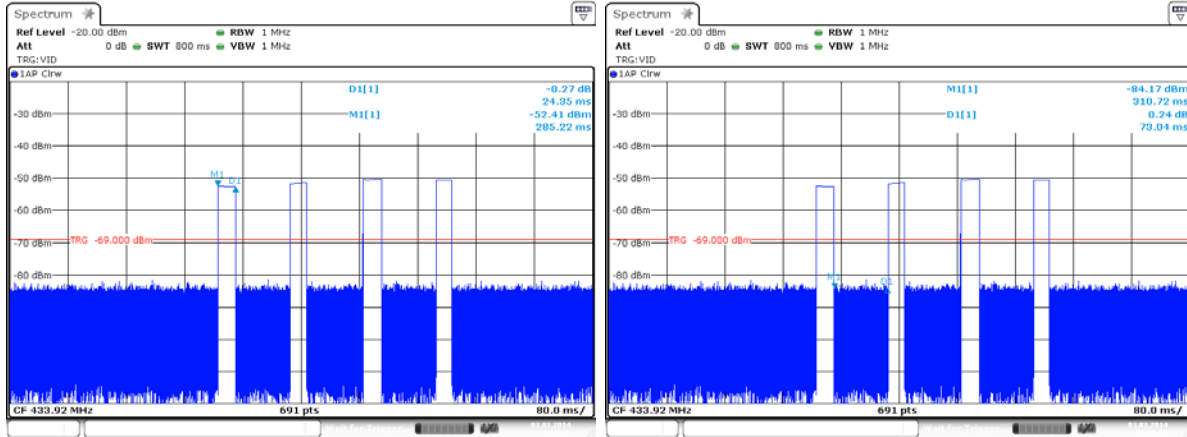 Spectrum
Ref Level -20.00 dBm RBW 1 MHz
Att 0 dB SWT 800 ms VBW 1 MHz
TRG:VID
1AP Clrw
D1[1] -0.27 dB
24.35 ms
-30 dBm M1[1] -52.41 dBm
285.22 ms
-40 dBm
-50 dBm
M1 D1
-60 dBm
TRG -69.000 dBm
-70 dBm
-80 dBm
CF 433.92 MHz 691 pts 80.0 ms/
Spectrum
Ref Level -20.00 dBm RBW 1 MHz
Att 0 dB SWT 800 ms VBW 1 MHz
TRG:VID
1AP Clrw
M1[1] -84.17 dBm
310.72 ms
-30 dBm D1[1] 0.24 dB
73.04 ms
-40 dBm
-50 dBm
-60 dBm
TRG -69.000 dBm
-70 dBm
-80 dBm
M1 D1
CF 433.92 MHz 691 pts 80.0 ms/